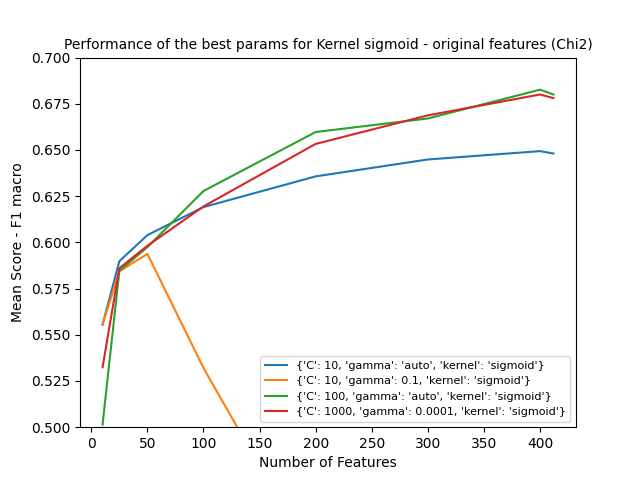 Performance of the best params for Kernel sigmoid - original features (Chi2)
0.700
0.675
0.650
0.625
0.600
0.575
0.550
0.525
0.500
Mean Score - F1 macro
{'C': 10, 'gamma': 'auto', 'kernel': 'sigmoid'}
{'C': 10, 'gamma': 0.1, 'kernel': 'sigmoid'}
{'C': 100, 'gamma': 'auto', 'kernel': 'sigmoid'}
{'C': 1000, 'gamma': 0.0001, 'kernel': 'sigmoid'}
0 50 100 150 200 250 300 350 400
Number of Features